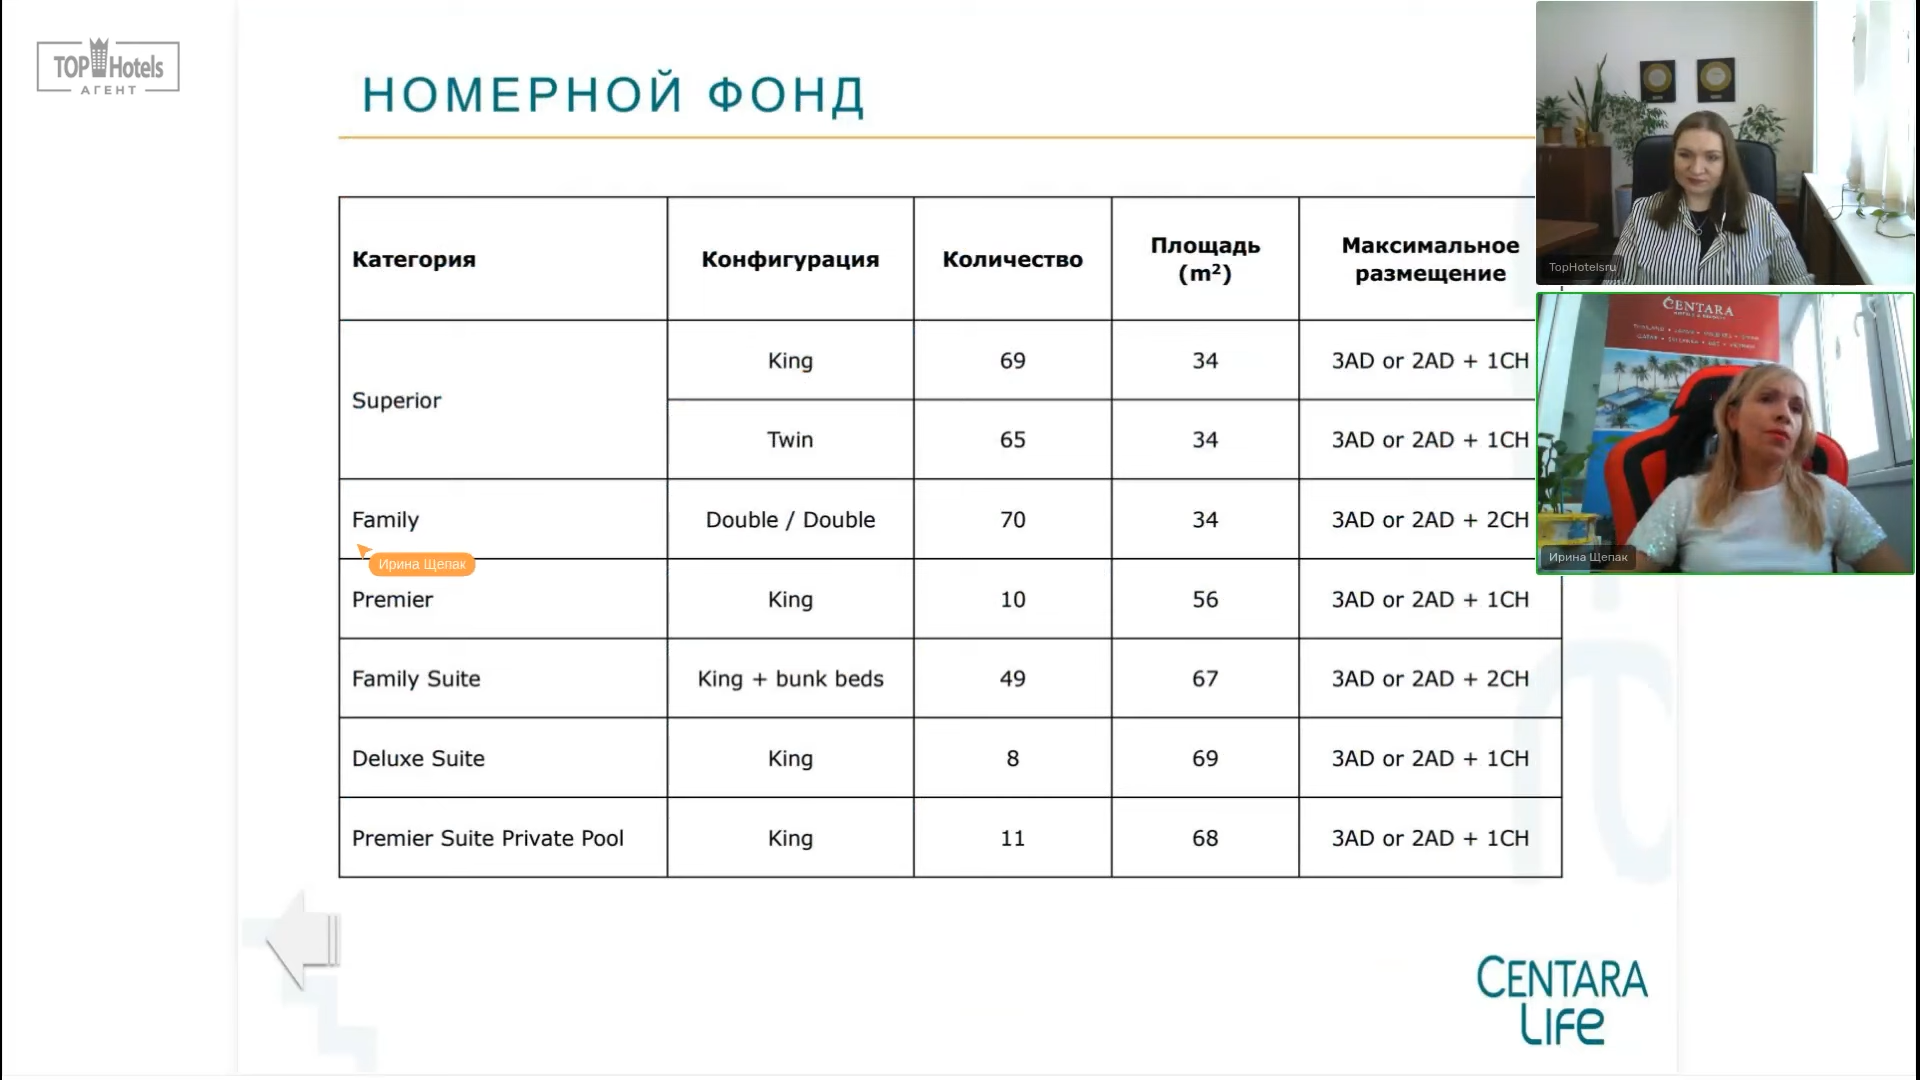 TOP Hotels
АГЕНТ
НОМЕРНОЙ ФОНД
Категория Конфигурация Количество Площадь (m²) Максимальное размещение
Superior King 69 34 3AD or 2AD + 1CH
Twin 65 34 3AD or 2AD + 1CH
Family Double / Double 70 34 3AD or 2AD + 2CH
Ирина Щепак
Premier King 10 56 3AD or 2AD + 1CH
Family Suite King + bunk beds 49 67 3AD or 2AD + 2CH
Deluxe Suite King 8 69 3AD or 2AD + 1CH
Premier Suite Private Pool King 11 68 3AD or 2AD + 1CH
CENTARA
Life
TopHotelsru
CENTARA
Ирина Щепак